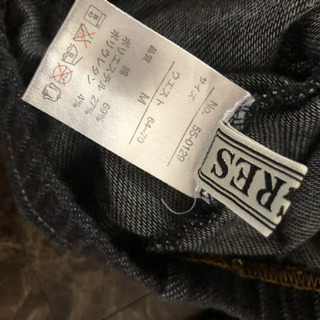 No. 55-0129
サイズ M
ウエスト 64-70
品質
綿 69%
ポリエステル 27%
ポリウレタン 4%
RES